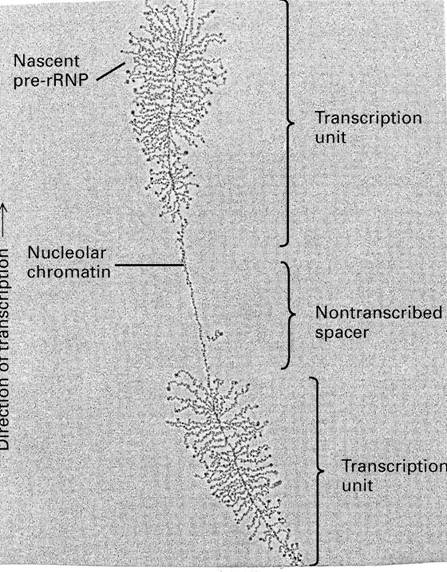 Nascent
pre-rRNP
Transcription
unit
Nucleolar
chromatin
Direction of transcription
Nontranscribed
spacer
Transcription
unit